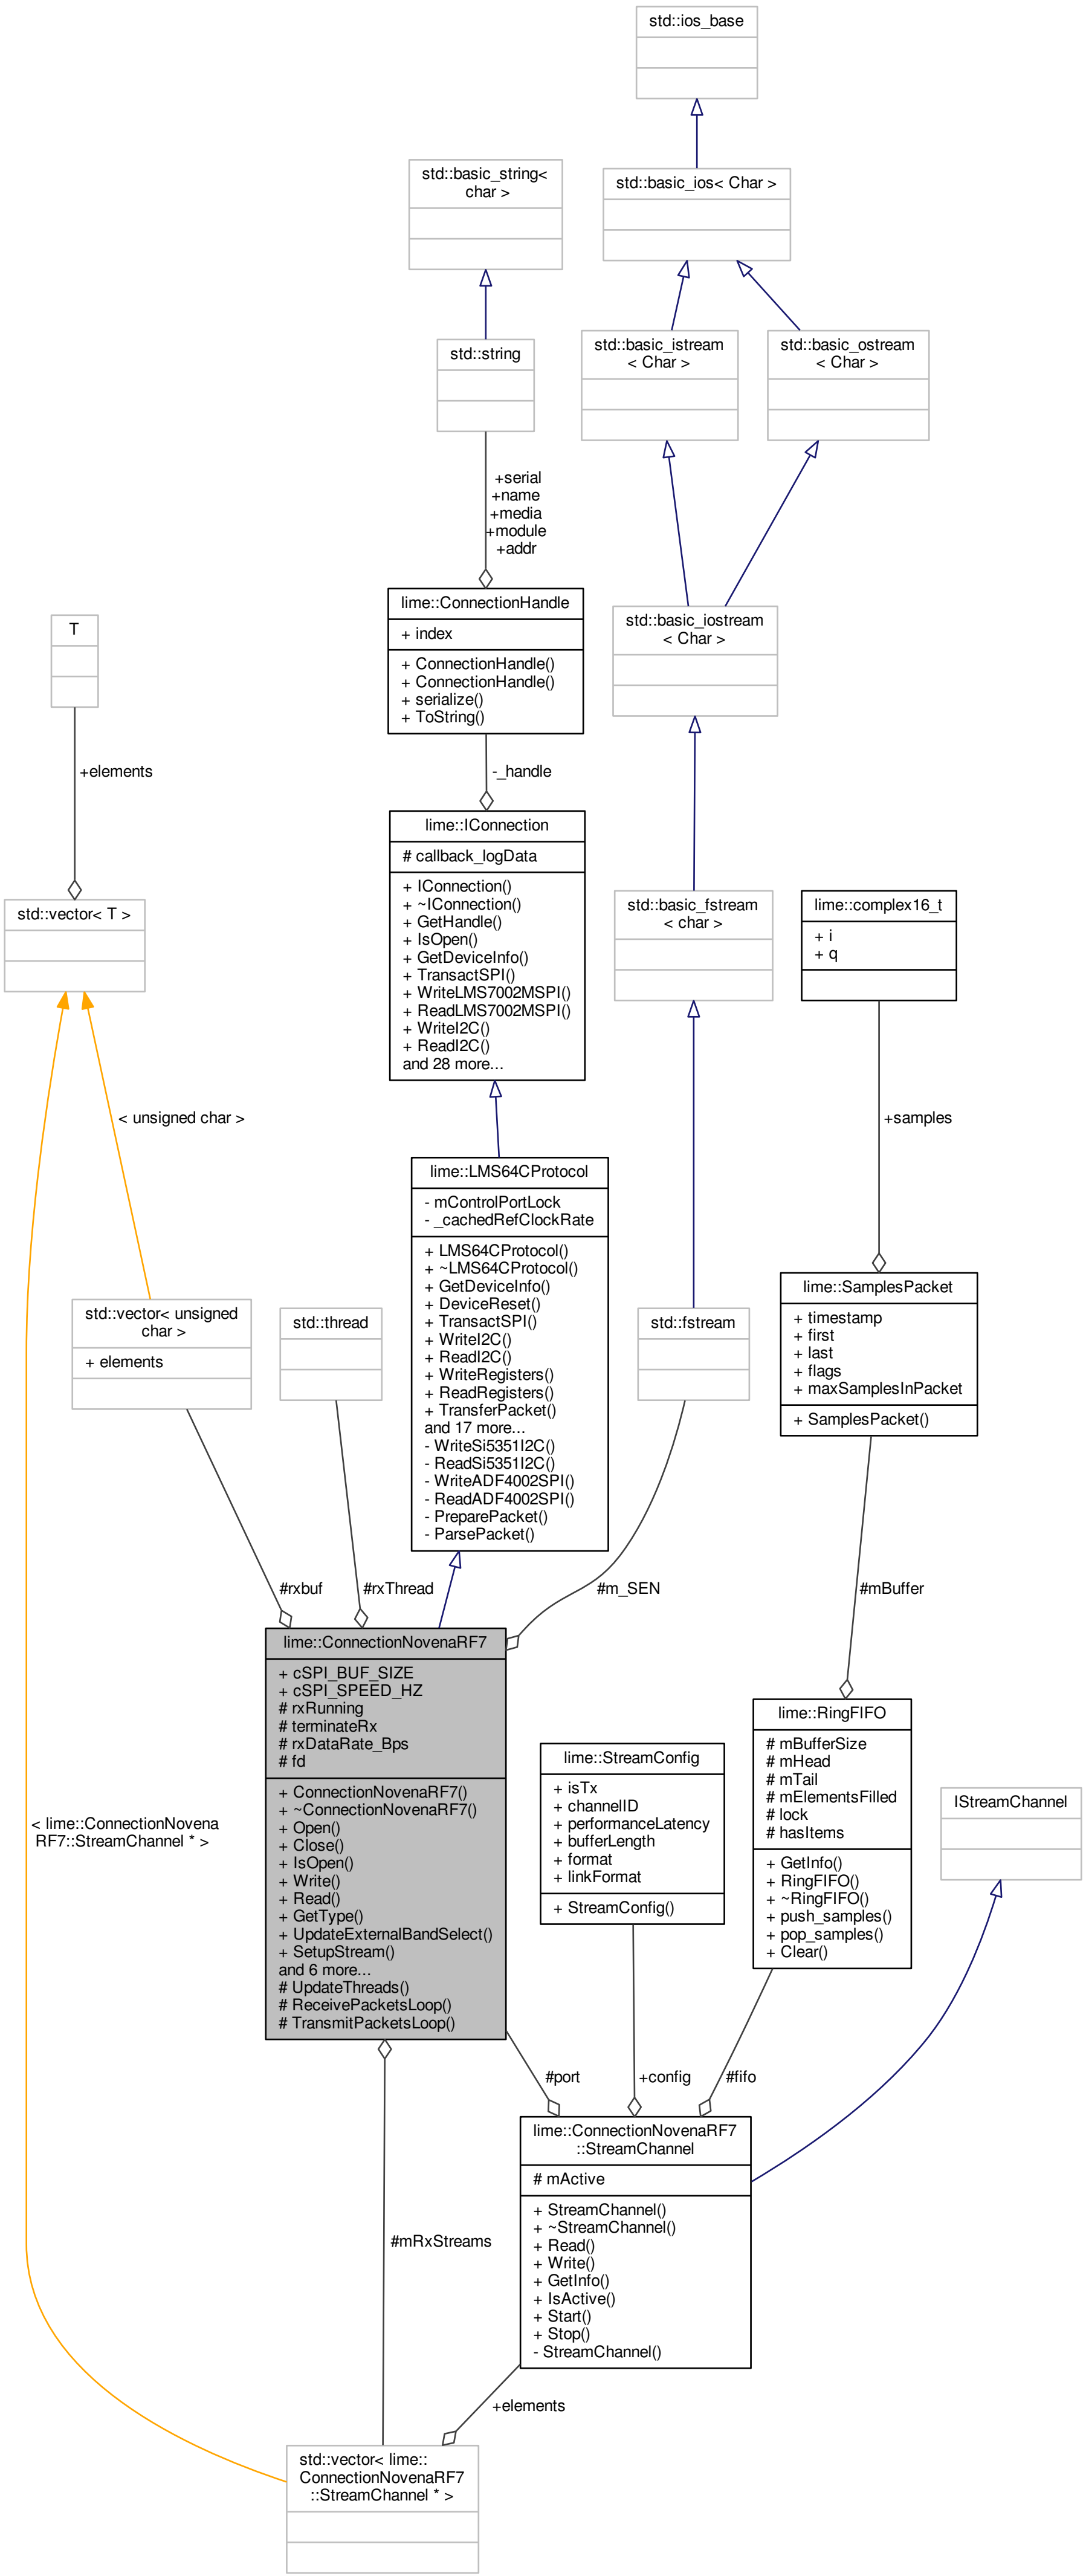 std::ios_base
std::basic_string<
char >
std::basic_ios< Char >
std::string
std::basic_istream
< Char >
std::basic_ostream
< Char >
+serial
+name
+media
+module
+addr
lime::ConnectionHandle
+ index
+ ConnectionHandle()
+ ConnectionHandle()
+ serialize()
+ ToString()
std::basic_iostream
< Char >
T
+elements
-_handle
lime::IConnection
# callback_logData
+ IConnection()
+ ~IConnection()
+ GetHandle()
+ IsOpen()
+ GetDeviceInfo()
+ TransactSPI()
+ WriteLMS7002MSPI()
+ ReadLMS7002MSPI()
+ WriteI2C()
+ ReadI2C()
and 28 more...
std::vector< T >
std::basic_fstream
< char >
lime::complex16_t
+ i
+ q
< unsigned char >
+samples
lime::LMS64CProtocol
- mControlPortLock
- _cachedRefClockRate
+ LMS64CProtocol()
+ ~LMS64CProtocol()
+ GetDeviceInfo()
+ DeviceReset()
+ TransactSPI()
+ WriteI2C()
+ ReadI2C()
+ WriteRegisters()
+ ReadRegisters()
+ TransferPacket()
and 17 more...
- WriteSi5351I2C()
- ReadSi5351I2C()
- WriteADF4002SPI()
- ReadADF4002SPI()
- PreparePacket()
- ParsePacket()
std::vector< unsigned
char >
+ elements
std::thread
std::fstream
lime::SamplesPacket
+ timestamp
+ first
+ last
+ flags
+ maxSamplesInPacket
+ SamplesPacket()
#rxbuf
#rxThread
#m_SEN
#mBuffer
lime::ConnectionNovenaRF7
+ cSPI_BUF_SIZE
+ cSPI_SPEED_HZ
# rxRunning
# terminateRx
# rxDataRate_Bps
# fd
+ ConnectionNovenaRF7()
+ ~ConnectionNovenaRF7()
+ Open()
+ Close()
+ IsOpen()
+ Write()
+ Read()
+ GetType()
+ UpdateExternalBandSelect()
+ SetupStream()
and 6 more...
# UpdateThreads()
# ReceivePacketsLoop()
# TransmitPacketsLoop()
lime::StreamConfig
+ isTx
+ channelID
+ performanceLatency
+ bufferLength
+ format
+ linkFormat
+ StreamConfig()
lime::RingFIFO
# mBufferSize
# mHead
# mTail
# mElementsFilled
# lock
# hasItems
+ GetInfo()
+ RingFIFO()
+ ~RingFIFO()
+ push_samples()
+ pop_samples()
+ Clear()
IStreamChannel
< lime::ConnectionNovena
RF7::StreamChannel * >
#port
+config
#fifo
lime::ConnectionNovenaRF7
::StreamChannel
# mActive
+ StreamChannel()
+ ~StreamChannel()
+ Read()
+ Write()
+ GetInfo()
+ IsActive()
+ Start()
+ Stop()
- StreamChannel()
#mRxStreams
+elements
std::vector< lime::
ConnectionNovenaRF7
::StreamChannel * >